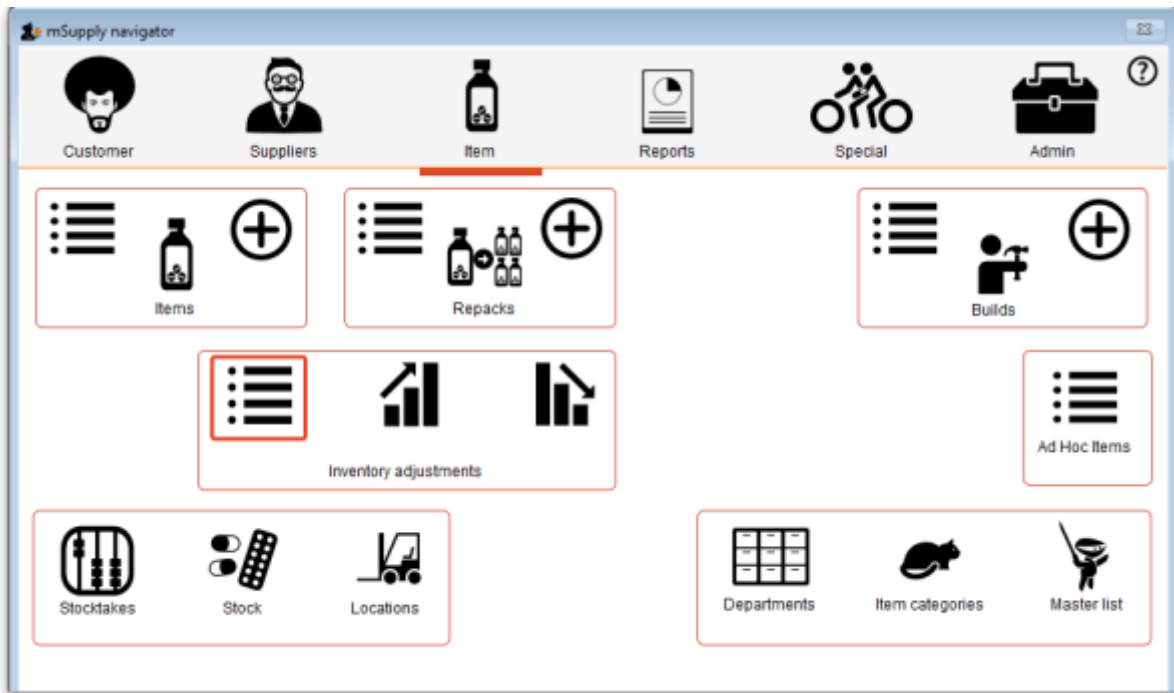 mSupply navigator
Customer
Suppliers
Item
Reports
Special
Admin
?
Items
Repacks
Builds
Inventory adjustments
Ad Hoc Items
Stocktakes
Stock
Locations
Departments
Item categories
Master list